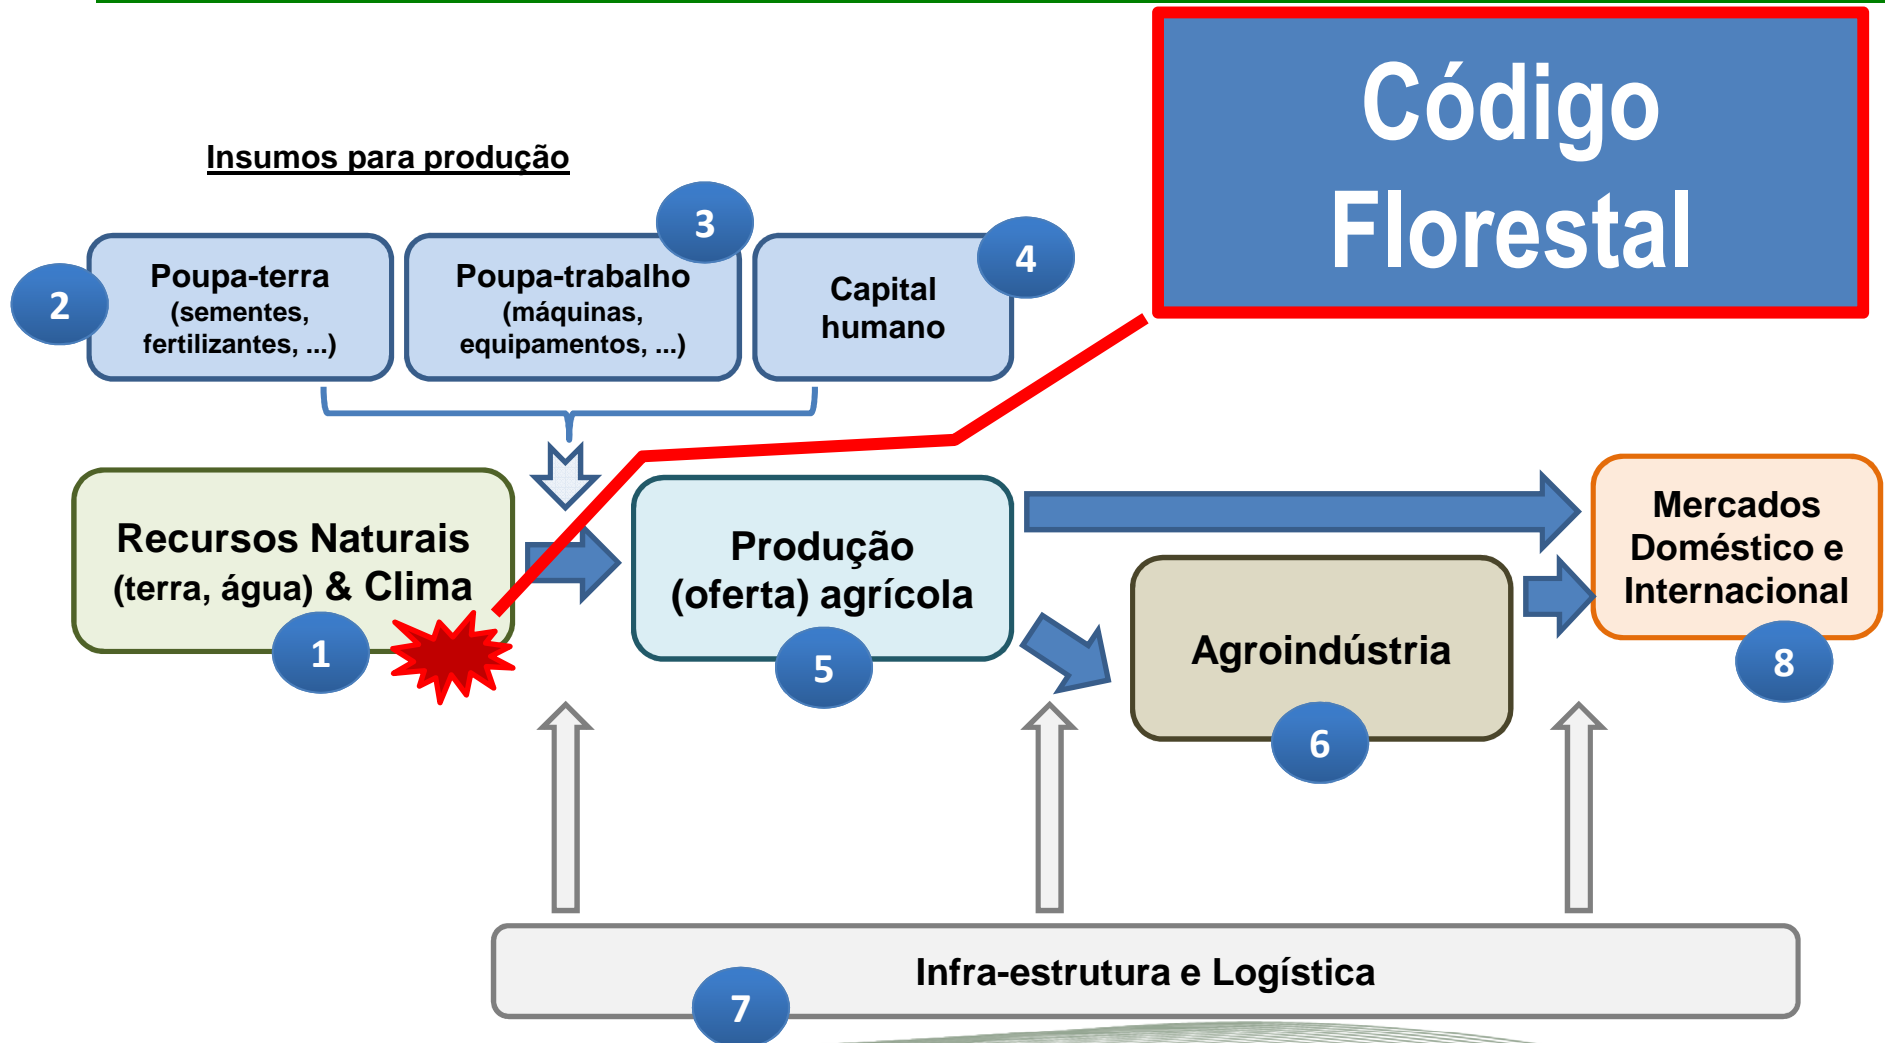 Código
Florestal
Insumos para produção
2
Poupa-terra
(sementes,
fertilizantes, ...)
3
Poupa-trabalho
(máquinas,
equipamentos, ...)
4
Capital
humano
Recursos Naturais
(terra, água) & Clima
1
Produção
(oferta) agrícola
5
Agroindústria
6
Mercados
Doméstico e
Internacional
8
Infra-estrutura e Logística
7